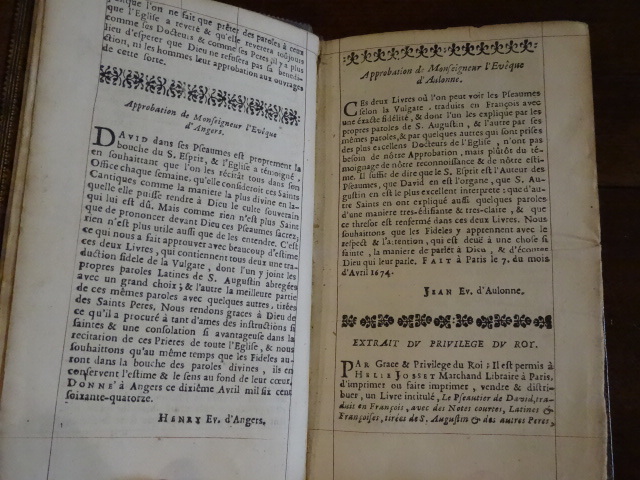 puisque l'on ne fait que prêter des paroles à ceux
que l'Eglise a reveré & qu'elle reverera toûjours
comme ses Docteurs & comme ses Peres; il y a plus
lieu d'esperer que Dieu ne refusera pas sa benedi-
ction, ni les hommes leur approbation aux ouvrages
de cette sorte.
Approbation de Monseigneur l'Evêque
d'Angers.
DAVID dans ses Pseaumes est proprement la
bouche du S. Esprit, & l'Eglise a témoigné,
en souhaitant que l'on les recitât tous dans son
Office chaque semaine, qu'elle consideroit ces Saints
Cantiques comme la maniere la plus divine en la-
quelle elle puisse rendre à Dieu le culte souverain
qui lui est dû. Mais comme rien n'est plus Saint
que de prononcer devant Dieu ces Pseaumes sacrez,
rien n'est plus utile aussi que de les entendre. C'est
ce qui nous a fait approuver avec beaucoup d'estime
ces deux Livres, qui contiennent tous deux une tra-
duction fidele de la Vulgate, dont l'un y joint les
propres paroles Latines de S. Augustin abregées
avec un grand choix; & l'autre la meilleure partie
de ces mêmes paroles avec quelques autres, tirées
des Saints Peres. Nous rendons graces à Dieu de
ce qu'il a procuré à tant d'ames des instructions si
saintes & une consolation si avantageuse dans la
recitation de ces Prieres de toute l'Eglise, & nous
souhaittons qu'au même temps que les Fideles au-
ront dans la bouche des paroles divines, ils en
conservent l'estime & le sens au fond de leur cœur,
DONNE' à Angers ce dixiéme Avril mil six cent
soixante-quatorze.
HENRY Ev. d'Angers.
Approbation de Monseigneur l'Evêque
d'Aulonne.
CEs deux Livres où l'on peut voir les Pseaumes
selon la Vulgate, traduits en François avec
une exacte fidelité, & dont l'un les explique par les
propres paroles de S. Augustin, & l'autre par les
mêmes paroles, & par quelques autres qui sont prises
des plus excellens Docteurs de l'Eglise, n'ont pas
besoin de nôtre Approbation, mais plûtôt du té-
moignage de nôtre reconnoissance & de nôtre esti-
me. Il suffit de dire que le S. Esprit est l'Auteur des
Pseaumes, que David en est l'organe, que S. Au-
gustin en est le plus excellent interprete: que d'au-
tre Saints en ont expliqué aussi quelques paroles
d'une maniere tres-édifiante & tres-claire, & que
ce thresor est renfermé dans ces deux Livres. Nous
souhaittons que les Fideles y apprennent avec le
respect & l'attention, qui est deuë à une chose si
sainte, la maniere de parler à Dieu, & d'écouter
Dieu qui leur parle. FAIT à Paris le 7. du mois
d'Avril 1674.
JEAN Ev. d'Aulonne.
EXTRAIT DV PRIVILEGE DV ROY.
PAR Grace & Privilege du Roi; Il est permis à
HELIE JOSSET Marchand Libraire à Paris,
d'imprimer ou faire imprimer, vendre & distri-
buer, un Livre intitulé, Le Pseautier de David, tra-
duit en François, avec des Notes courtes, Latines &
Françoises, tirées de S. Augustin & des autres Peres,